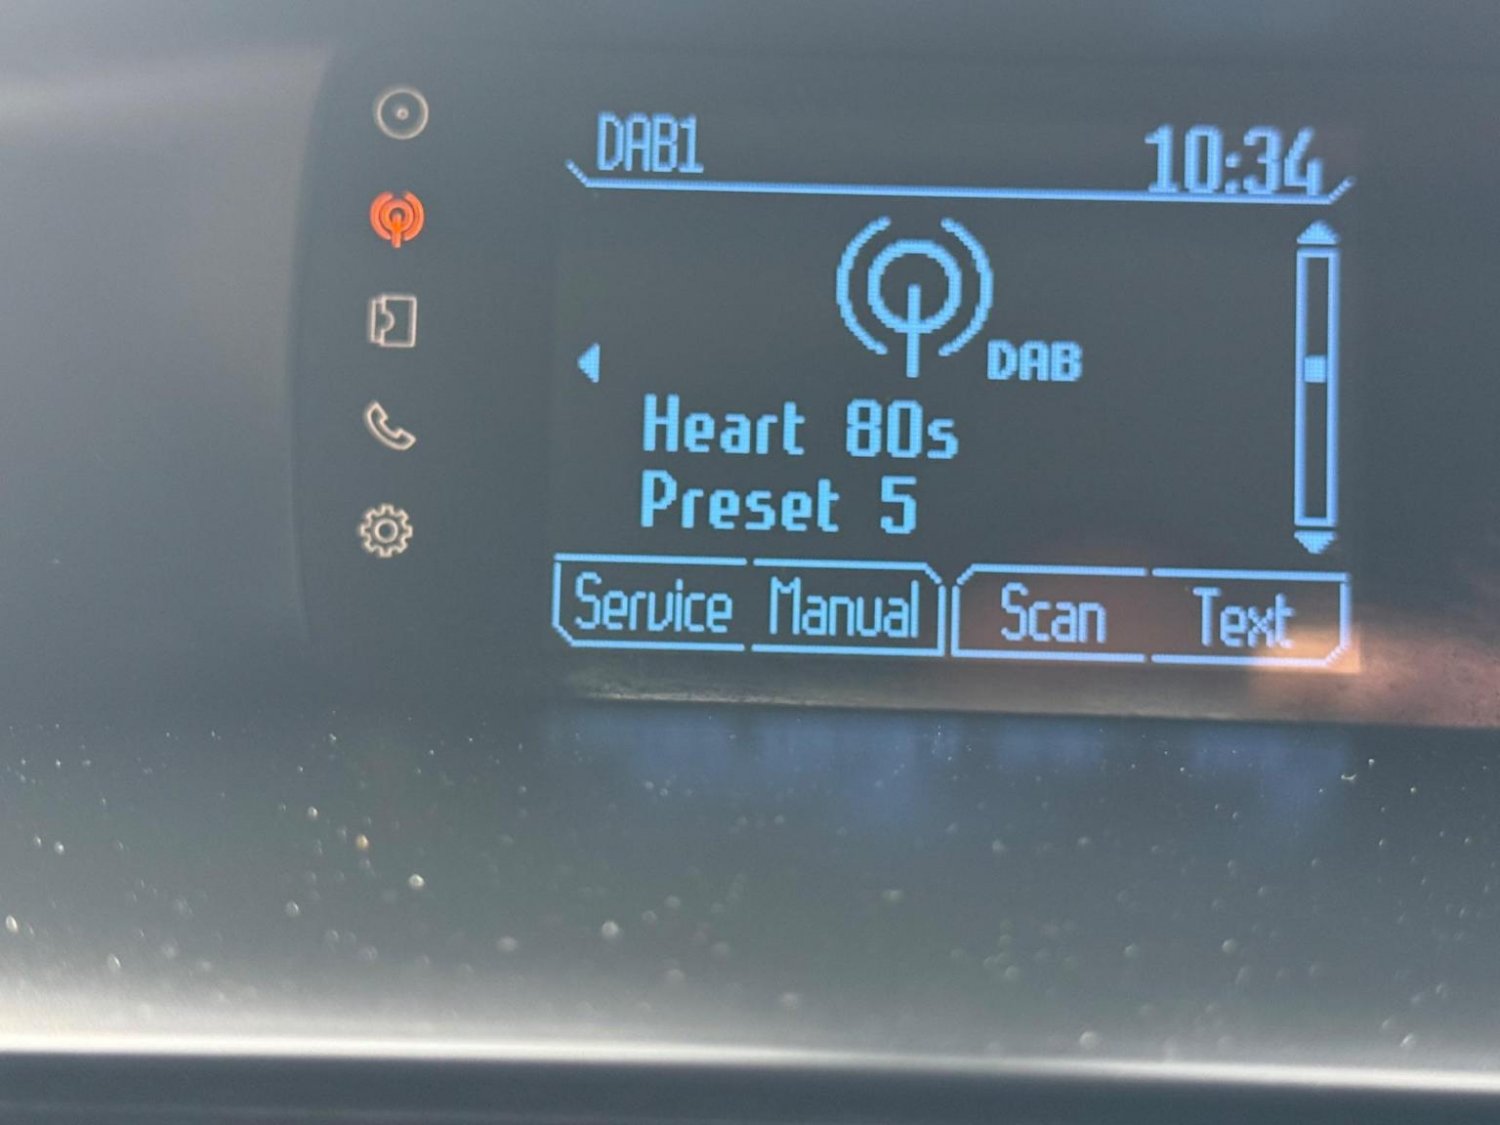 DAB1 10:34
DAB
Heart 80s
Preset 5
Service Manual Scan Text